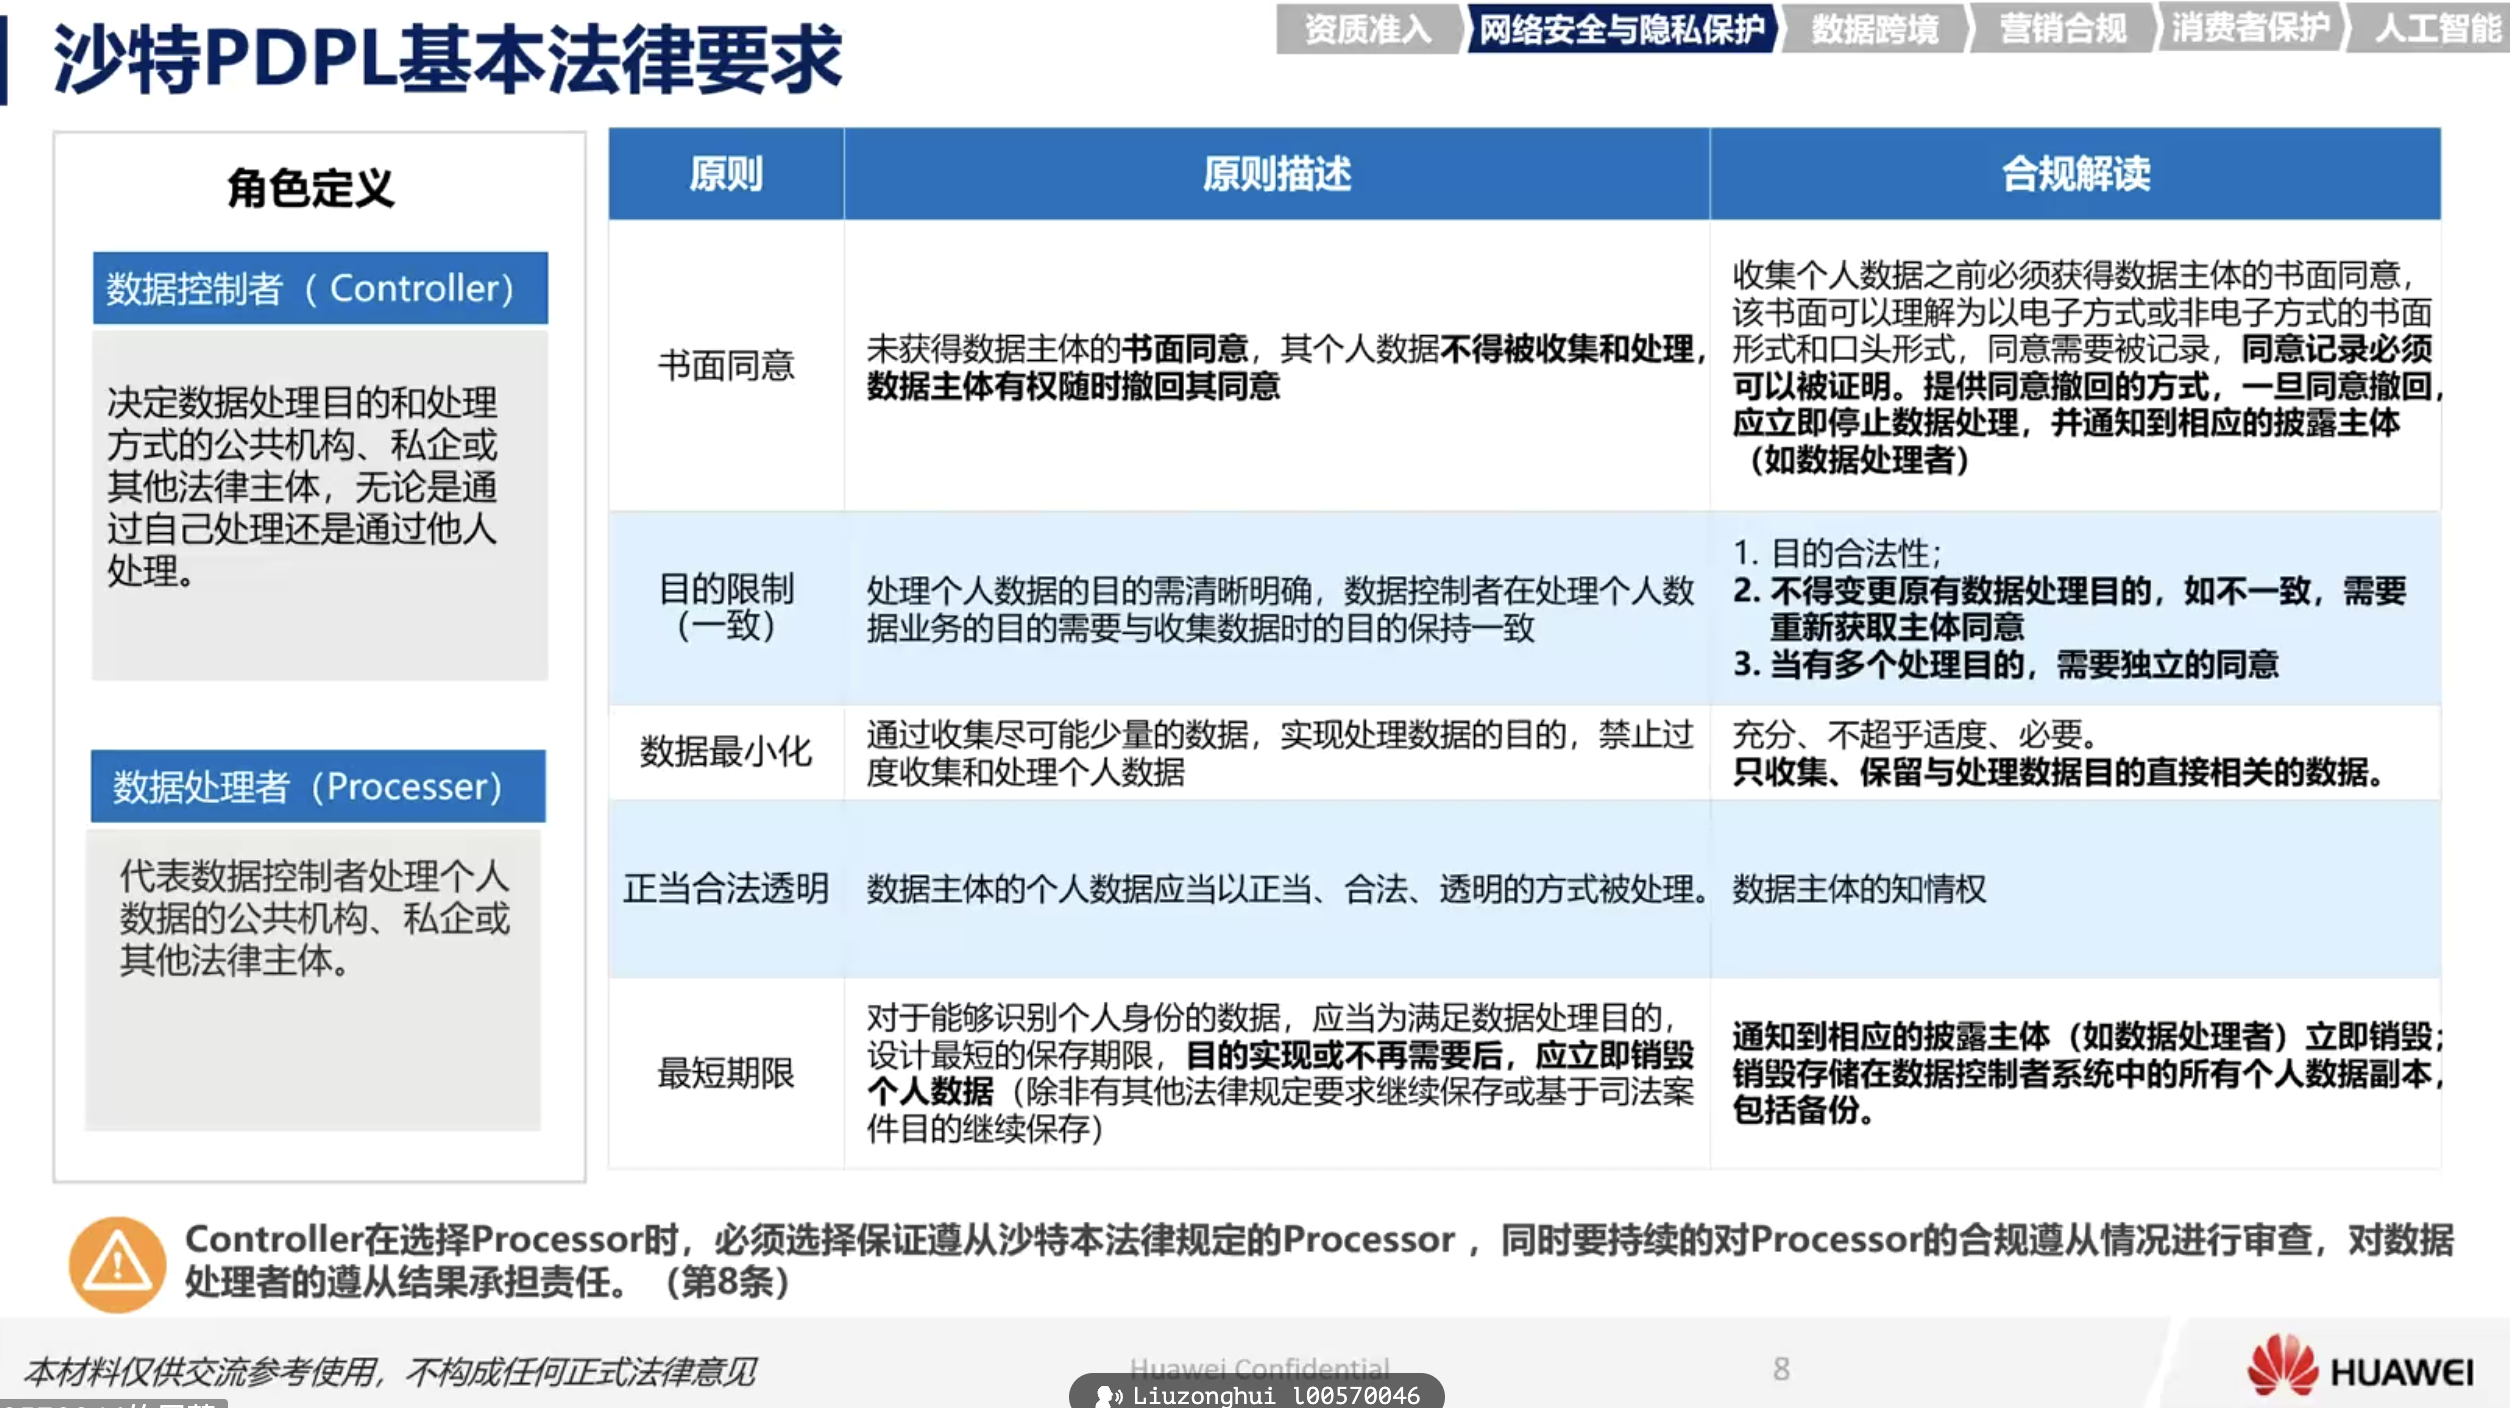 沙特PDPL基本法律要求
资质准入
网络安全与隐私保护
数据跨境
营销合规
消费者保护
人工智能
角色定义
数据控制者（ Controller）
决定数据处理目的和处理
方式的公共机构、私企或
其他法律主体，无论是通
过自己处理还是通过他人
处理。
数据处理者（Processer）
代表数据控制者处理个人
数据的公共机构、私企或
其他法律主体。
原则
原则描述
合规解读
书面同意
未获得数据主体的书面同意，其个人数据不得被收集和处理，
数据主体有权随时撤回其同意
收集个人数据之前必须获得数据主体的书面同意，
该书面可以理解为以电子方式或非电子方式的书面
形式和口头形式，同意需要被记录，同意记录必须
可以被证明。提供同意撤回的方式，一旦同意撤回，
应立即停止数据处理，并通知到相应的披露主体
（如数据处理者）
目的限制
（一致）
处理个人数据的目的需清晰明确，数据控制者在处理个人数
据业务的目的需要与收集数据时的目的保持一致
1. 目的合法性；
2. 不得变更原有数据处理目的，如不一致，需要
重新获取主体同意
3. 当有多个处理目的，需要独立的同意
数据最小化
通过收集尽可能少量的数据，实现处理数据的目的，禁止过
度收集和处理个人数据
充分、不超乎适度、必要。
只收集、保留与处理数据目的直接相关的数据。
正当合法透明
数据主体的个人数据应当以正当、合法、透明的方式被处理。
数据主体的知情权
最短期限
对于能够识别个人身份的数据，应当为满足数据处理目的，
设计最短的保存期限，目的实现或不再需要后，应立即销毁
个人数据（除非有其他法律规定要求继续保存或基于司法案
件目的继续保存）
通知到相应的披露主体（如数据处理者）立即销毁；
销毁存储在数据控制者系统中的所有个人数据副本，
包括备份。
Controller在选择Processor时，必须选择保证遵从沙特本法律规定的Processor ，同时要持续的对Processor的合规遵从情况进行审查，对数据
处理者的遵从结果承担责任。（第8条）
本材料仅供交流参考使用，不构成任何正式法律意见
Huawei Confidential
8
HUAWEI
Liuzonghui l00570046